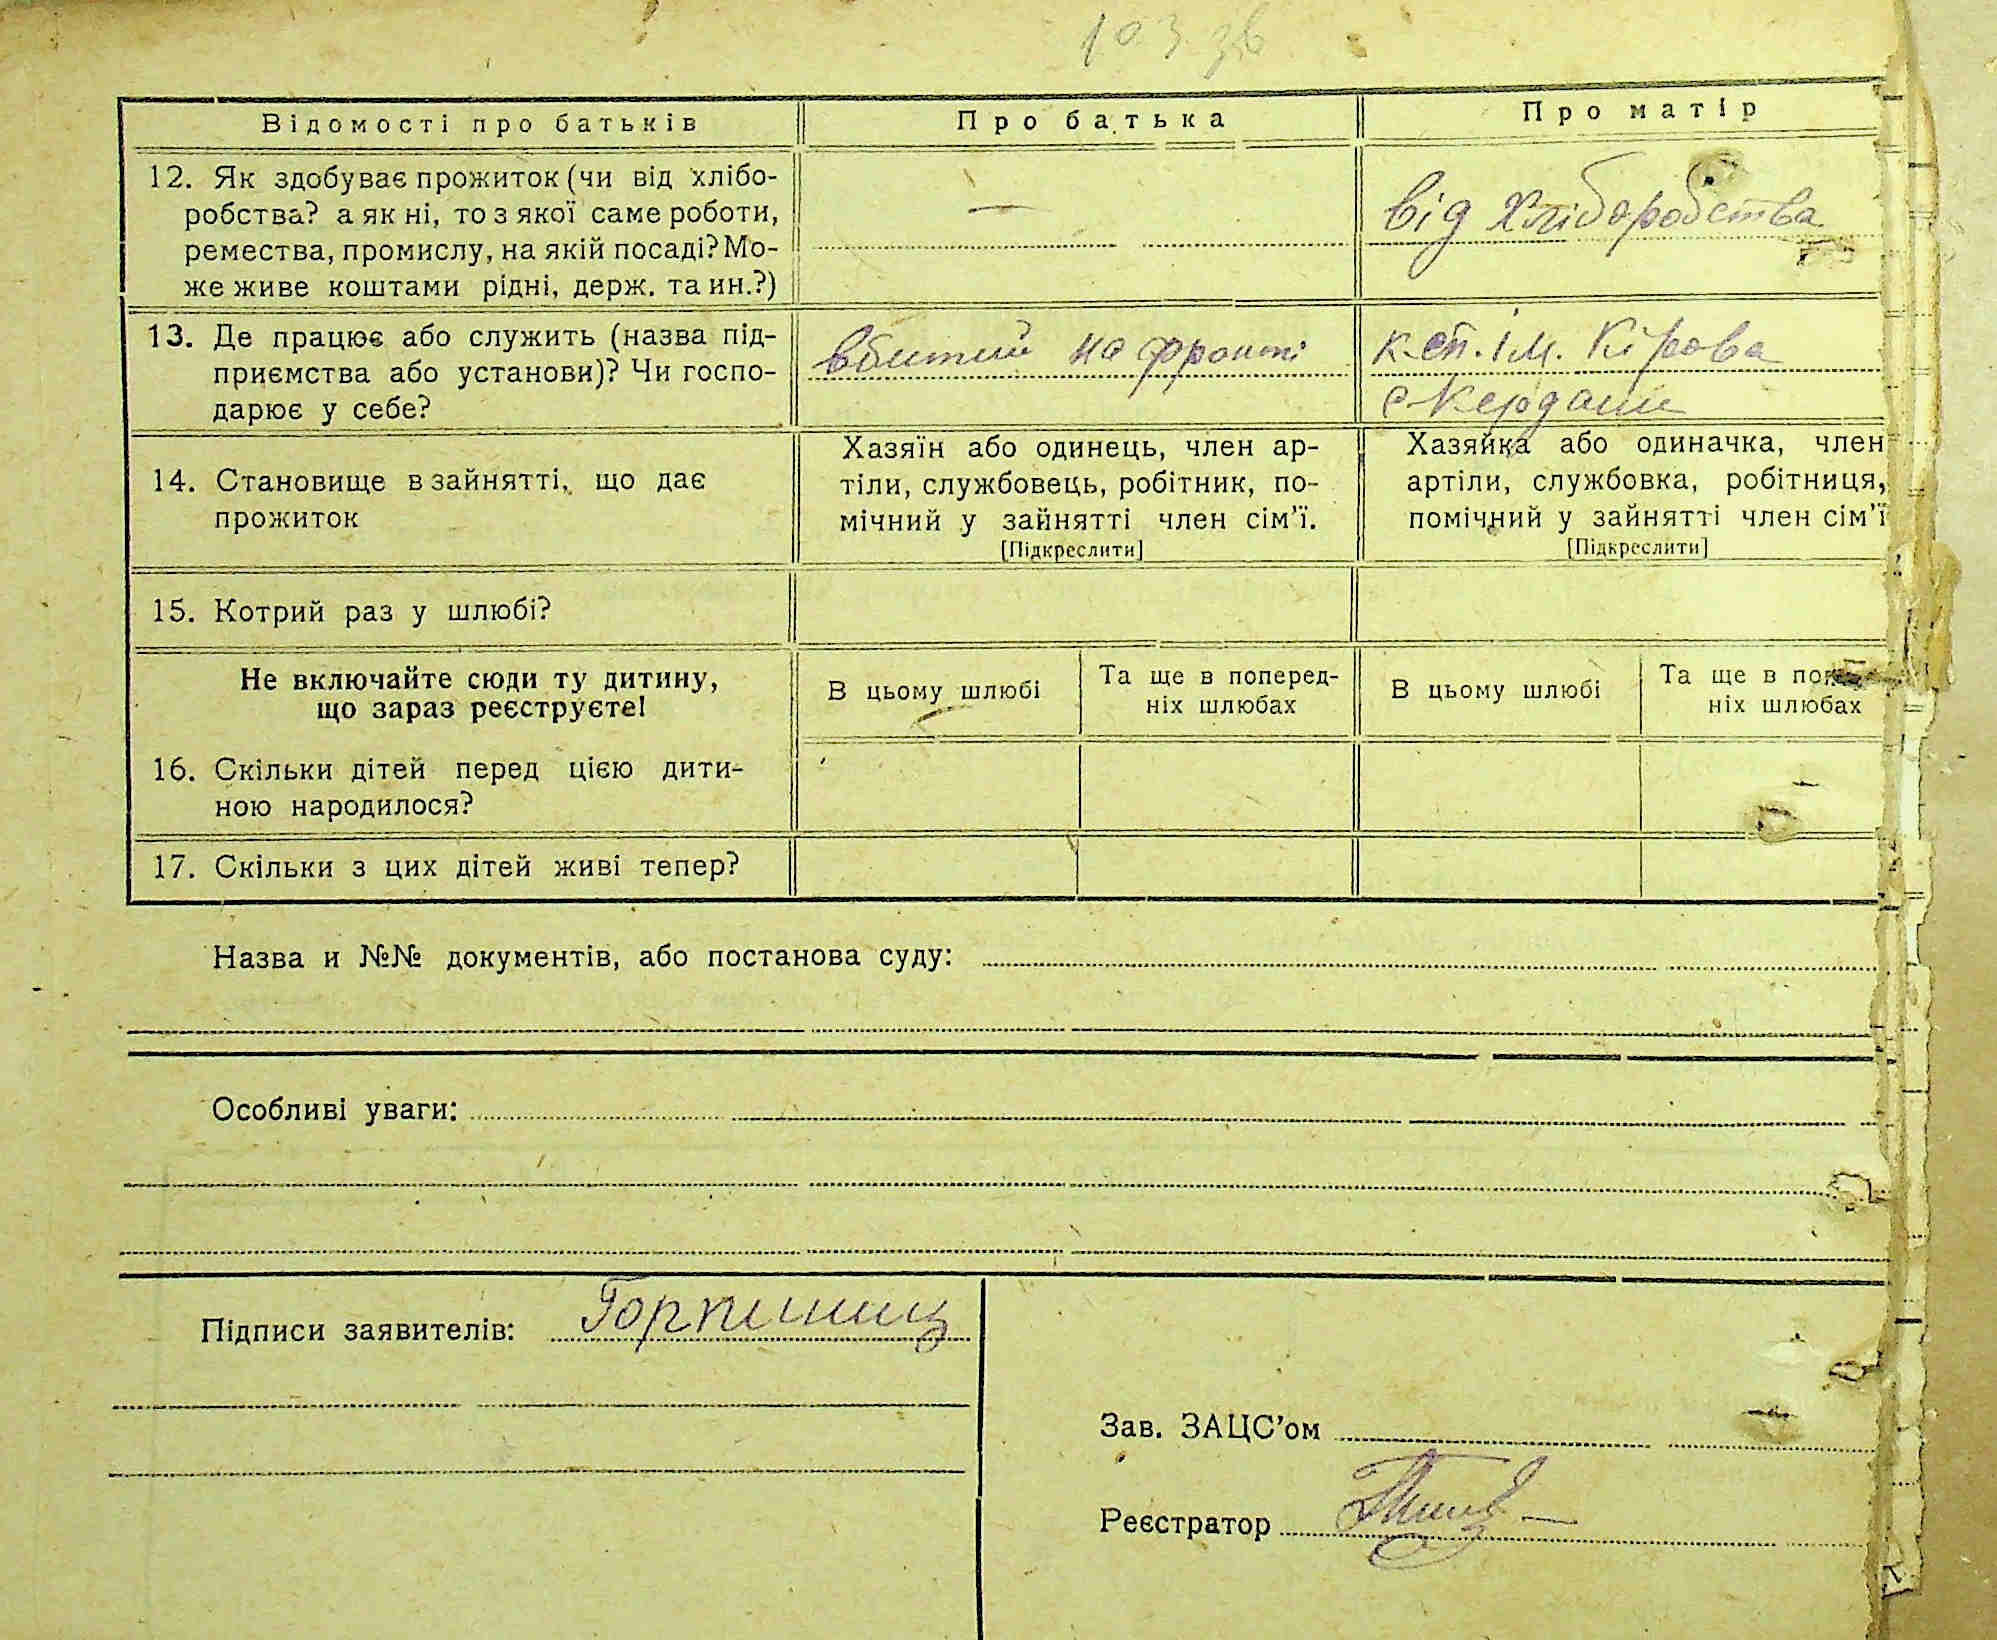 10.3.36
Відомості про батьків
Про батька
Про матір
12. Як здобуває прожиток (чи від хлібо-
робства? а як ні, то з якої саме роботи,
ремества, промислу, на якій посаді? Мо-
же живе коштами рідні, держ. та ин.?)
—
від хліборобства
13. Де працює або служить (назва під-
приємства або установи)? Чи госпо-
дарює у себе?
вбитий на фронті
к-сп. ім. Кірова
с Кердани
14. Становище в зайнятті, що дає
прожиток
Хазяїн або одинець, член ар-
тіли, службовець, робітник, по-
мічний у зайнятті член сім'ї.
[Підкреслити]
Хазяйка або одиначка, член
артіли, службовка, робітниця,
помічний у зайнятті член сім'ї
[Підкреслити]
15. Котрий раз у шлюбі?
Не включайте сюди ту дитину,
що зараз реєструєте!
В цьому шлюбі
Та ще в поперед-
ніх шлюбах
В цьому шлюбі
Та ще в по
ніх шлюбах
16. Скільки дітей перед цією дити-
ною народилося?
17. Скільки з цих дітей живі тепер?
Назва и №№ документів, або постанова суду:
Особливі уваги:
Підписи заявителів: Горпиниц
Зав. ЗАЦС'ом
Реєстратор